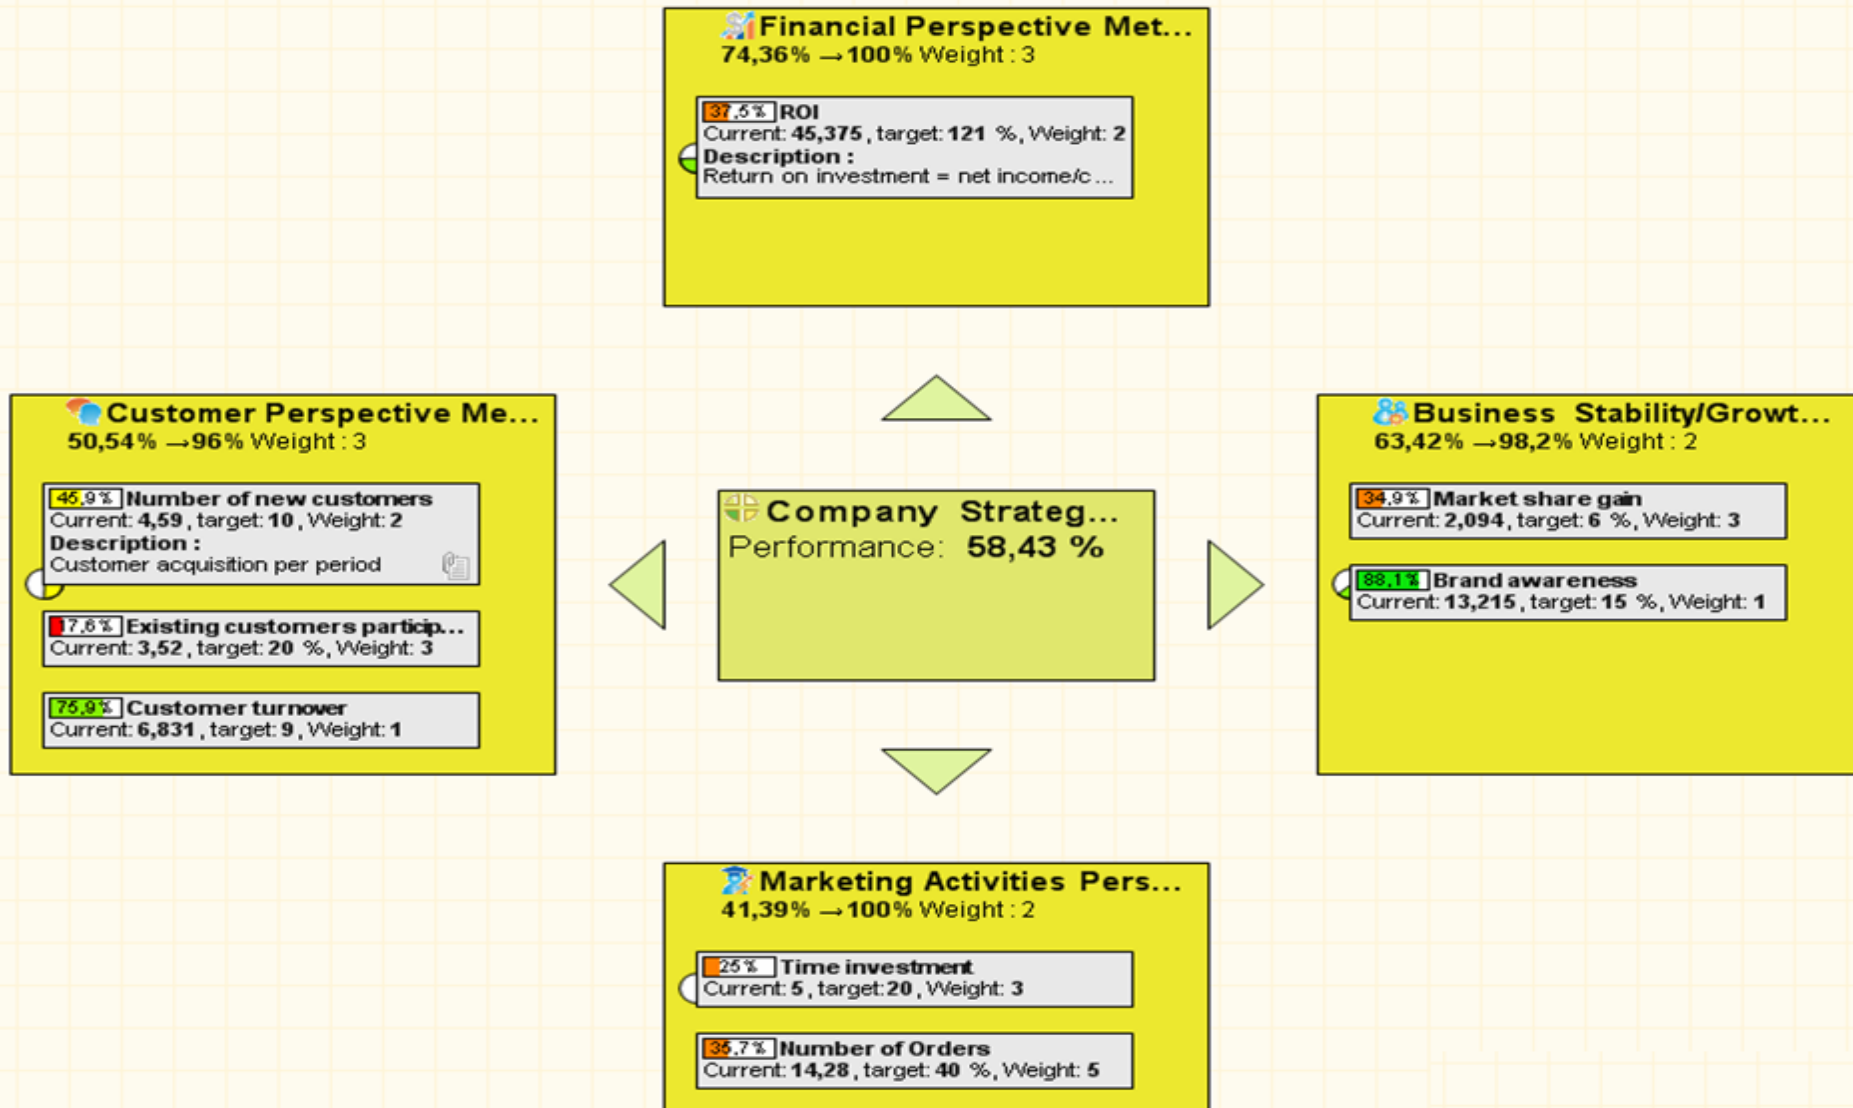 Financial Perspective Met...
74,36% →100% Weight : 3
37,5% ROI
Current: 45,375, target: 121 %, Weight: 2
Description :
Return on investment = net income/c ...
Customer Perspective Me...
50,54% →96% Weight : 3
45,9% Number of new customers
Current: 4,59, target: 10, Weight: 2
Description :
Customer acquisition per period
17,6% Existing customers particip...
Current: 3,52, target: 20 %, Weight: 3
75,9% Customer turnover
Current: 6,831, target: 9, Weight: 1
Company Strateg...
Performance: 58,43 %
Business Stability/Growt...
63,42% →98,2% Weight : 2
34,9% Market share gain
Current: 2,094, target: 6 %, Weight: 3
88,1% Brand awareness
Current: 13,215, target: 15 %, Weight: 1
Marketing Activities Pers...
41,39% →100% Weight : 2
25% Time investment
Current: 5, target:20, Weight: 3
35,7% Number of Orders
Current: 14,28, target: 40 %, Weight: 5